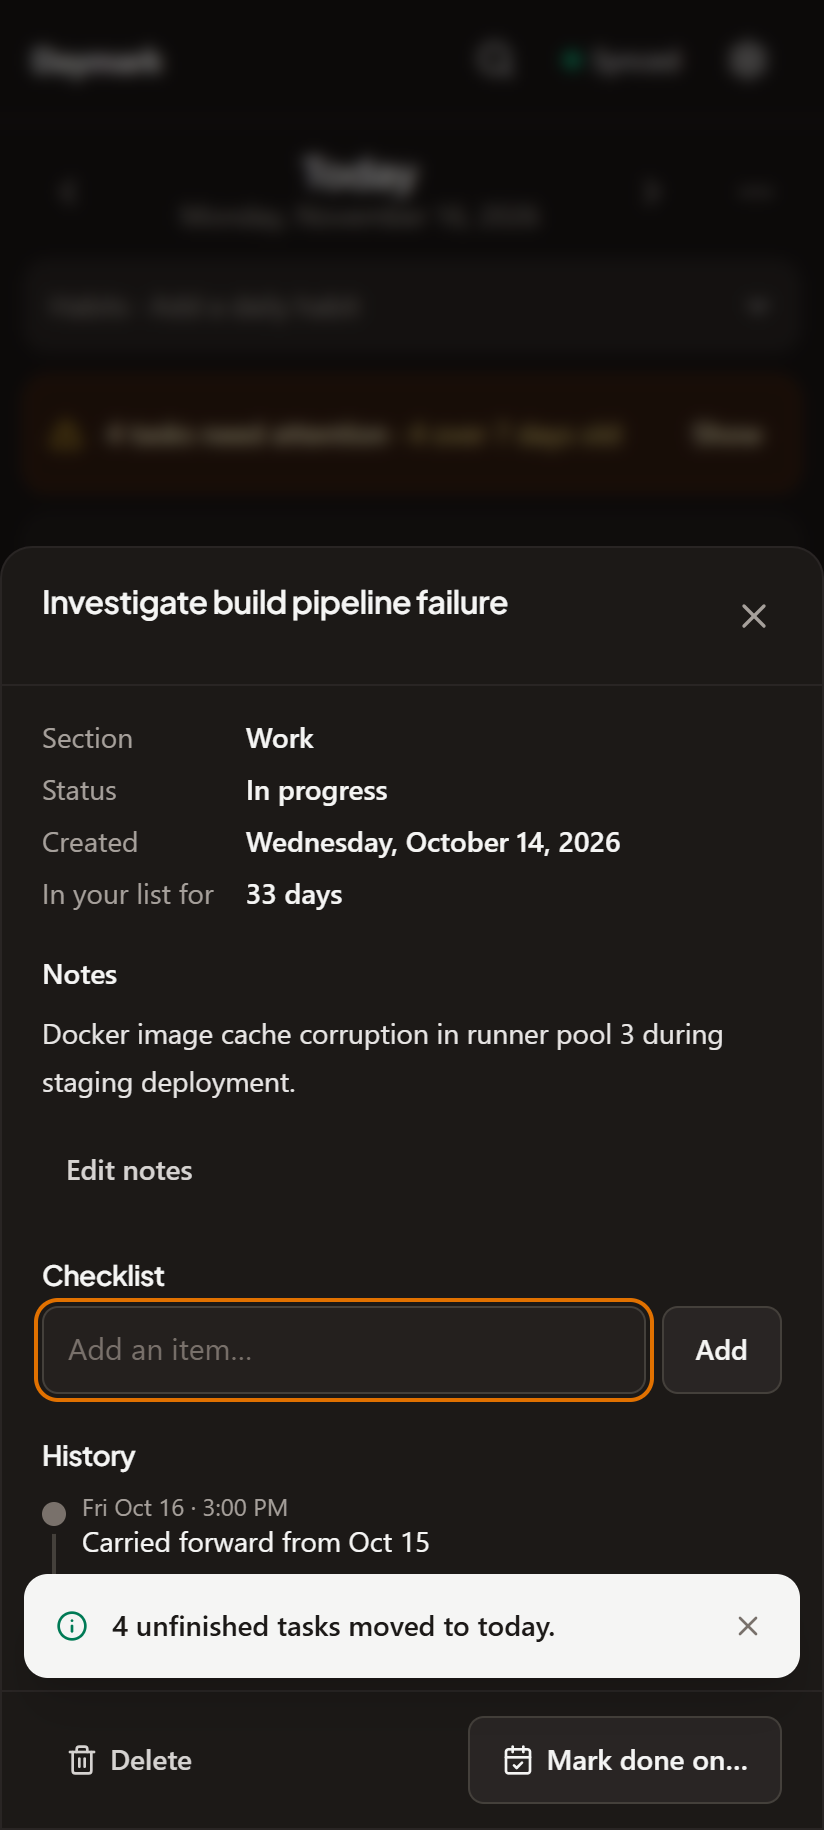 Daymark
Synced
Today
Investigate build pipeline failure
Section Work
Status In progress
Created Wednesday, October 14, 2026
In your list for 33 days
Notes
Docker image cache corruption in runner pool 3 during
staging deployment.
Edit notes
Checklist
Add an item...
Add
History
Fri Oct 16 · 3:00 PM
Carried forward from Oct 15
4 unfinished tasks moved to today.
Delete
Mark done on...